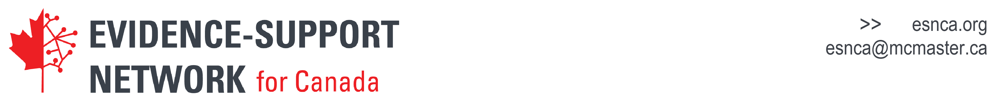 EVIDENCE-SUPPORT
NETWORK for Canada
>> esnca.org
esnca@mcmaster.ca